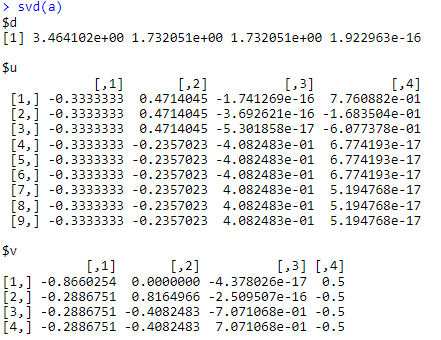 > svd(a)
$d
[1] 3.464102e+00 1.732051e+00 1.732051e+00 1.922963e-16
$u
[,1] [,2] [,3] [,4]
[1,] -0.3333333 0.4714045 -1.741269e-16 7.760882e-01
[2,] -0.3333333 0.4714045 -3.692621e-16 -1.683504e-01
[3,] -0.3333333 0.4714045 -5.301858e-17 -6.077378e-01
[4,] -0.3333333 -0.2357023 -4.082483e-01 6.774193e-17
[5,] -0.3333333 -0.2357023 -4.082483e-01 6.774193e-17
[6,] -0.3333333 -0.2357023 -4.082483e-01 6.774193e-17
[7,] -0.3333333 -0.2357023 4.082483e-01 5.194768e-17
[8,] -0.3333333 -0.2357023 4.082483e-01 5.194768e-17
[9,] -0.3333333 -0.2357023 4.082483e-01 5.194768e-17
$v
[,1] [,2] [,3] [,4]
[1,] -0.8660254 0.0000000 -4.378026e-17 0.5
[2,] -0.2886751 0.8164966 -2.509507e-16 -0.5
[3,] -0.2886751 -0.4082483 -7.071068e-01 -0.5
[4,] -0.2886751 -0.4082483 7.071068e-01 -0.5